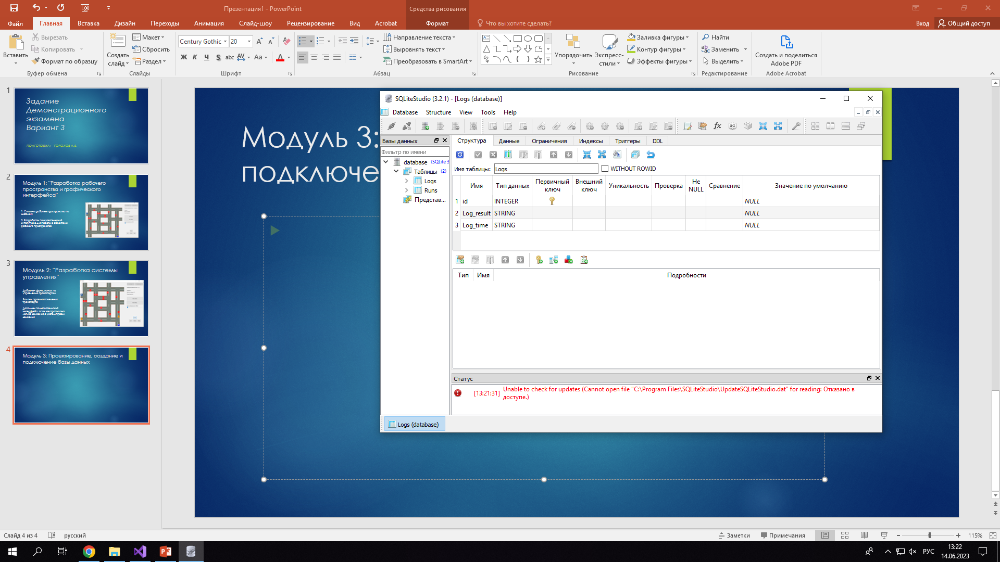 Презентация1 - PowerPoint
Средства рисования
Файл
Главная
Вставка
Дизайн
Переходы
Анимация
Слайд-шоу
Рецензирование
Вид
Acrobat
Формат
Что вы хотите сделать?
Вход
Общий доступ
Вставить
Вырезать
Копировать
Формат по образцу
Буфер обмена
Создать слайд
Макет
Сбросить
Раздел
Слайды
Century Gothic
20
Ж К Ч S abc AV Aa A
Шрифт
Направление текста
Выровнять текст
Преобразовать в SmartArt
Абзац
Упорядочить
Экспресс-стили
Заливка фигуры
Контур фигуры
Эффекты фигуры
Рисование
Найти
Заменить
Выделить
Редактирование
Создать и поделиться
Adobe PDF
Adobe Acrobat
1
Задание
Демонстрационного
экзамена
Вариант 3
ПОДГОТОВИЛ: ГОРОХОВ А.В.
2
Модуль 1: "Разработка рабочего
пространства и графического
интерфейса"
3
Модуль 2: "Разработка системы
управления"
Добавлен функционал по
управлению транспортом
Заданы правила поведения
транспорта
4
Модуль 3: Проектирование, создание и
подключение базы данных
Модуль 3:
подключе
SQLiteStudio (3.2.1) - [Logs (database)]
Database Structure View Tools Help
Базы данных
Фильтр по имени
database (SQLite 3
Таблицы (2)
Logs
Runs
Представ...
Структура Данные Ограничения Индексы Триггеры DDL
Имя таблицы: Logs WITHOUT ROWID
Имя Тип данных Первичный ключ Внешний ключ Уникальность Проверка Не NULL Сравнение Значение по умолчанию
1 id INTEGER NULL
2 Log_result STRING NULL
3 Log_time STRING NULL
Тип Имя Подробности
Статус
[13:21:31] Unable to check for updates (Cannot open file "C:\Program Files\SQLiteStudio\UpdateSQLiteStudio.dat" for reading: Отказано в
доступе.)
Logs (database)
Слайд 4 из 4
русский
Заметки
Примечания
115%
РУС
13:22
14.06.2023